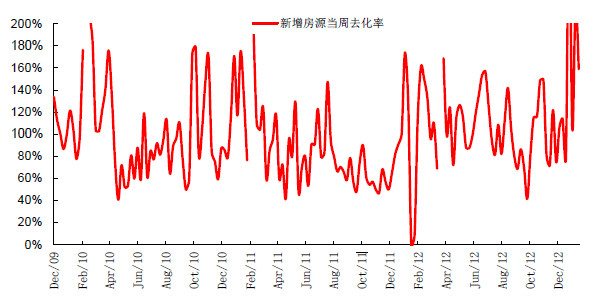 新增房源当周去化率
200%
180%
160%
140%
120%
100%
80%
60%
40%
20%
0%
Dec/09
Feb/10
Apr/10
Jun/10
Aug/10
Oct/10
Dec/10
Feb/11
Apr/11
Jun/11
Aug/11
Oct/11
Dec/11
Feb/12
Apr/12
Jun/12
Aug/12
Oct/12
Dec/12